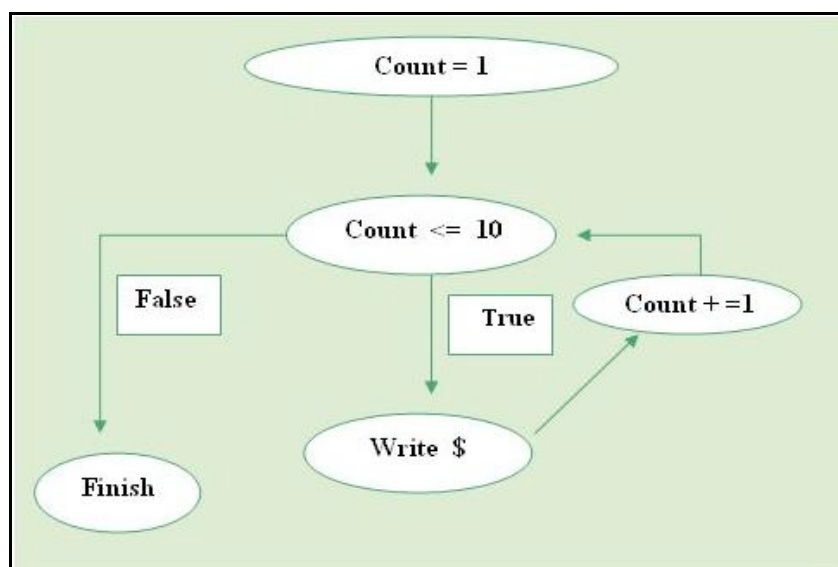 Count = 1
Count <= 10
False
True
Count + =1
Write $
Finish